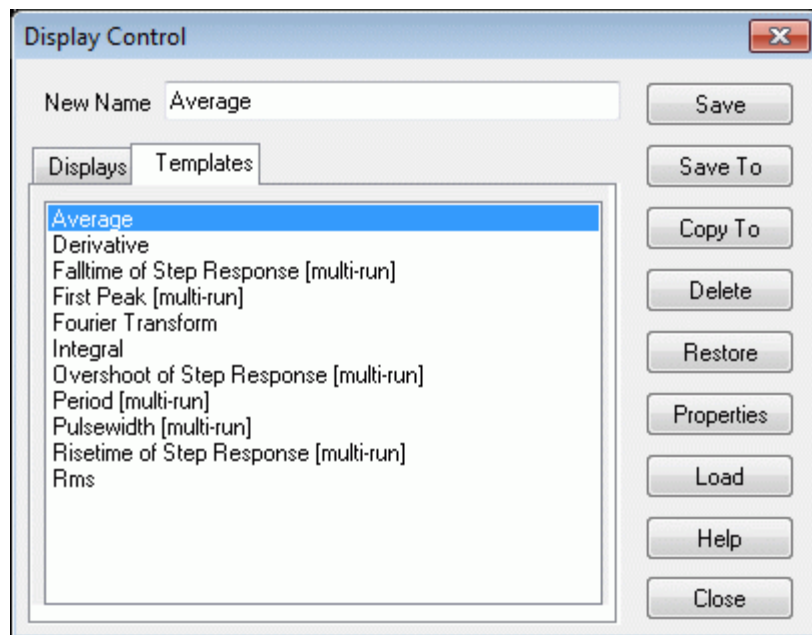 Display Control
New Name Average
Save
Displays Templates
Save To
Average
Derivative
Falltime of Step Response [multi-run]
First Peak [multi-run]
Fourier Transform
Integral
Overshoot of Step Response [multi-run]
Period [multi-run]
Pulsewidth [multi-run]
Risetime of Step Response [multi-run]
Rms
Copy To
Delete
Restore
Properties
Load
Help
Close